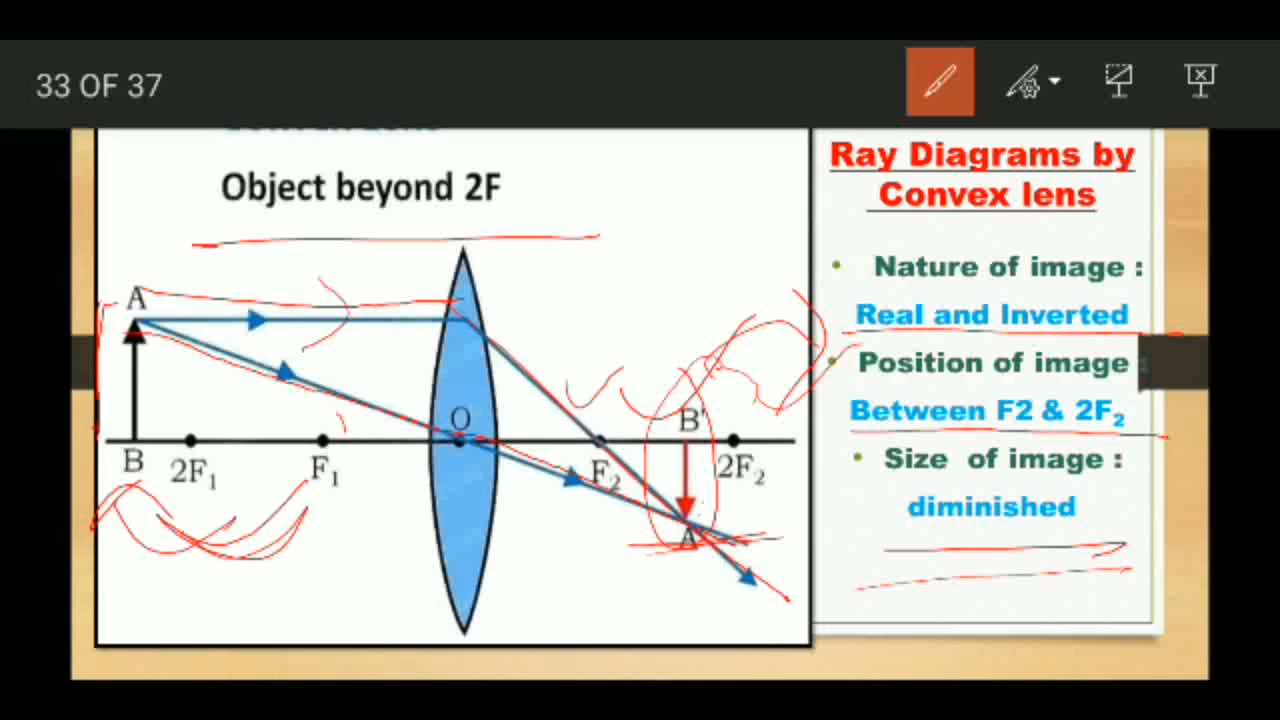 33 OF 37
Object beyond 2F
A
O
B'
B
2F₁
F₁
F₂
2F₂
A
Ray Diagrams by
Convex lens
• Nature of image :
Real and Inverted
• Position of image :
Between F2 & 2F₂
• Size of image :
diminished